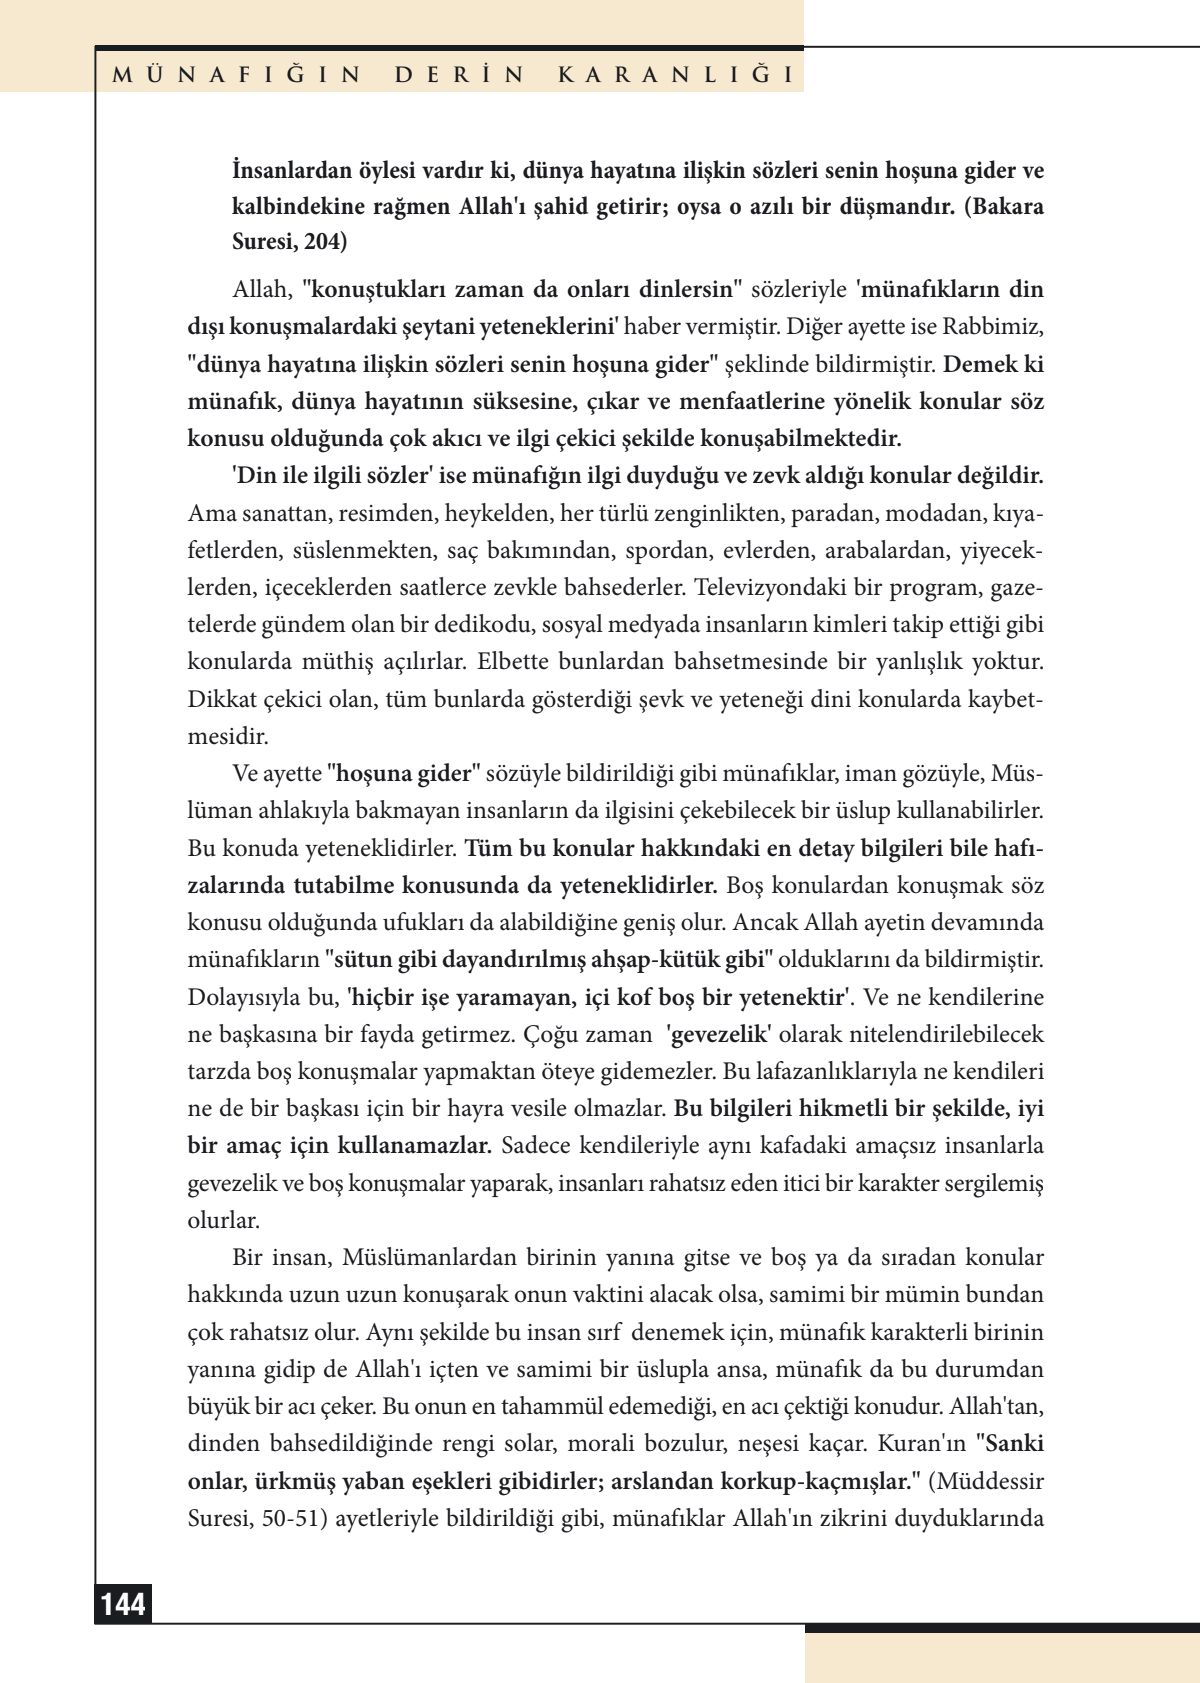 MÜNAFIĞIN DERİN KARANLIĞI
İnsanlardan öylesi vardır ki, dünya hayatına ilişkin sözleri senin hoşuna gider ve
kalbindekine rağmen Allah'ı şahid getirir; oysa o azılı bir düşmandır. (Bakara
Suresi, 204)
Allah, "konuştukları zaman da onları dinlersin" sözleriyle 'münafıkların din
dışı konuşmalardaki şeytani yeteneklerini' haber vermiştir. Diğer ayette ise Rabbimiz,
"dünya hayatına ilişkin sözleri senin hoşuna gider" şeklinde bildirmiştir. Demek ki
münafık, dünya hayatının süksesine, çıkar ve menfaatlerine yönelik konular söz
konusu olduğunda çok akıcı ve ilgi çekici şekilde konuşabilmektedir.
'Din ile ilgili sözler' ise münafığın ilgi duyduğu ve zevk aldığı konular değildir.
Ama sanattan, resimden, heykelden, her türlü zenginlikten, paradan, modadan, kıya-
fetlerden, süslenmekten, saç bakımından, spordan, evlerden, arabalardan, yiyecek-
lerden, içeceklerden saatlerce zevkle bahsederler. Televizyondaki bir program, gaze-
telerde gündem olan bir dedikodu, sosyal medyada insanların kimleri takip ettiği gibi
konularda müthiş açılırlar. Elbette bunlardan bahsetmesinde bir yanlışlık yoktur.
Dikkat çekici olan, tüm bunlarda gösterdiği şevk ve yeteneği dini konularda kaybet-
mesidir.
Ve ayette "hoşuna gider" sözüyle bildirildiği gibi münafıklar, iman gözüyle, Müs-
lüman ahlakıyla bakmayan insanların da ilgisini çekebilecek bir üslup kullanabilirler.
Bu konuda yeteneklidirler. Tüm bu konular hakkındaki en detay bilgileri bile hafı-
zalarında tutabilme konusunda da yeteneklidirler. Boş konulardan konuşmak söz
konusu olduğunda ufukları da alabildiğine geniş olur. Ancak Allah ayetin devamında
münafıkların "sütun gibi dayandırılmış ahşap-kütük gibi" olduklarını da bildirmiştir.
Dolayısıyla bu, 'hiçbir işe yaramayan, içi kof boş bir yetenektir'. Ve ne kendilerine
ne başkasına bir fayda getirmez. Çoğu zaman 'gevezelik' olarak nitelendirilebilecek
tarzda boş konuşmalar yapmaktan öteye gidemezler. Bu lafazanlıklarıyla ne kendileri
ne de bir başkası için bir hayra vesile olmazlar. Bu bilgileri hikmetli bir şekilde, iyi
bir amaç için kullanamazlar. Sadece kendileriyle aynı kafadaki amaçsız insanlarla
gevezelik ve boş konuşmalar yaparak, insanları rahatsız eden itici bir karakter sergilemiş
olurlar.
Bir insan, Müslümanlardan birinin yanına gitse ve boş ya da sıradan konular
hakkında uzun uzun konuşarak onun vaktini alacak olsa, samimi bir mümin bundan
çok rahatsız olur. Aynı şekilde bu insan sırf denemek için, münafık karakterli birinin
yanına gidip de Allah'ı içten ve samimi bir üslupla ansa, münafık da bu durumdan
büyük bir acı çeker. Bu onun en tahammül edemediği, en acı çektiği konudur. Allah'tan,
dinden bahsedildiğinde rengi solar, morali bozulur, neşesi kaçar. Kuran'ın "Sanki
onlar, ürkmüş yaban eşekleri gibidirler; arslandan korkup-kaçmışlar." (Müddessir
Suresi, 50-51) ayetleriyle bildirildiği gibi, münafıklar Allah'ın zikrini duyduklarında
144